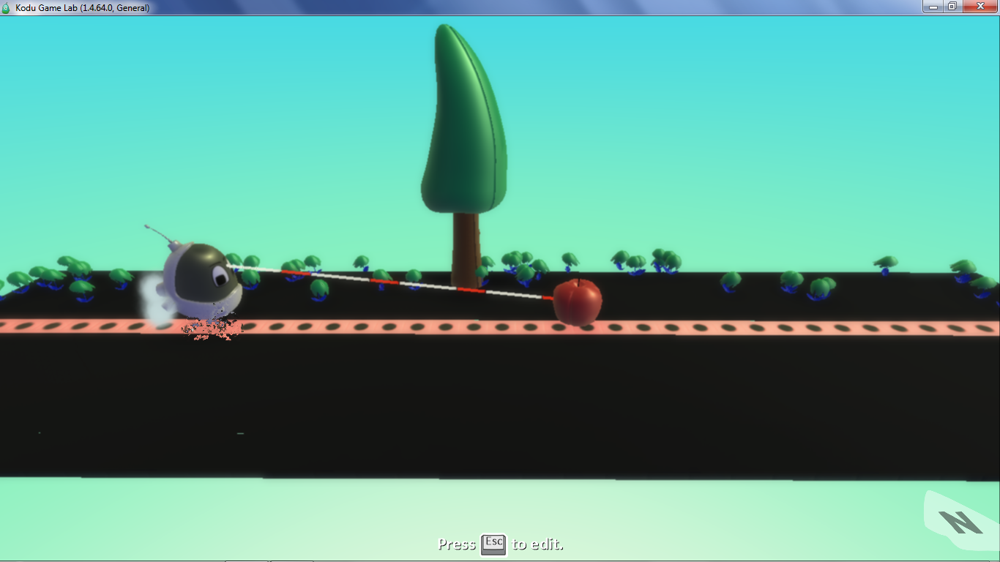 Kodu Game Lab (1.4.64.0, General)
N
Press Esc to edit.